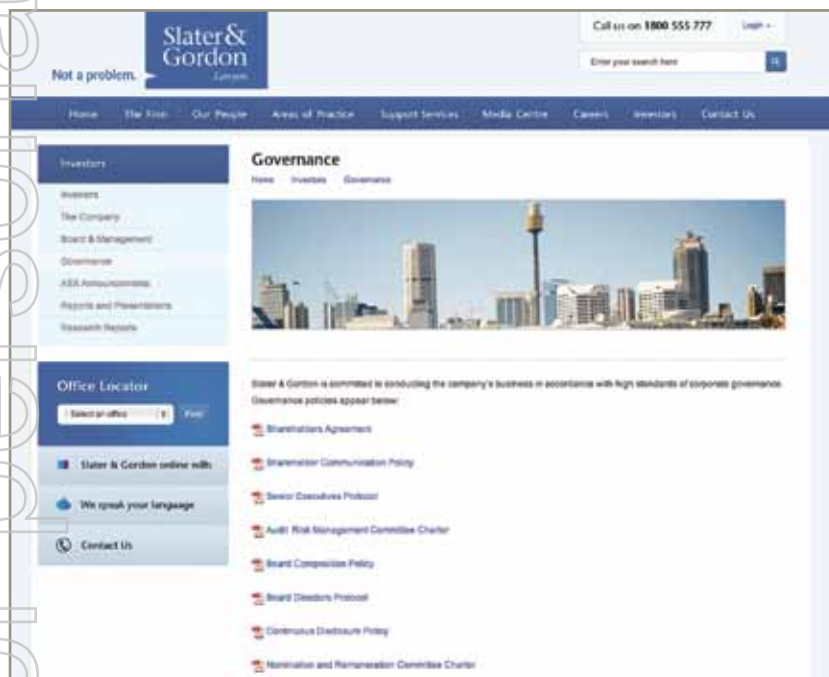 Slater &
Gordon
Lawyers
Not a problem.
Call us on 1800 555 777
Login
Enter your search here
Home The Firm Our People Areas of Practice Support Services Media Centre Careers Investors Contact Us
Investors
Investors
The Company
Board & Management
Governance
ASX Announcements
Reports and Presentations
Research Reports
Office Locator
Select an office
Find
Slater & Gordon online wills
We speak your language
Contact Us
Governance
Home Investors Governance
Slater & Gordon is committed to conducting the company's business in accordance with high standards of corporate governance.
Governance policies appear below:
Shareholders Agreement
Shareholder Communication Policy
Senior Executives Protocol
Audit Risk Management Committee Charter
Board Composition Policy
Board Directors Protocol
Continuous Disclosure Policy
Nomination and Remuneration Committee Charter